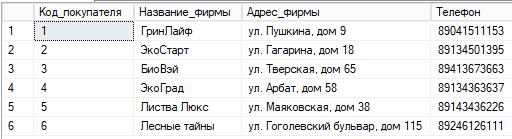 Код_покупателя Название_фирмы Адрес_фирмы Телефон
1 1 ГринЛайф ул. Пушкина, дом 9 89041511153
2 2 ЭкоСтарт ул. Гагарина, дом 18 89134501395
3 3 БиоВэй ул. Тверская, дом 65 89413673663
4 4 ЭкоГрад ул. Арбат, дом 58 89134363637
5 5 Листва Люкс ул. Маяковская, дом 38 89143436226
6 6 Лесные тайны ул. Гоголевский бульвар, дом 115 89246126111